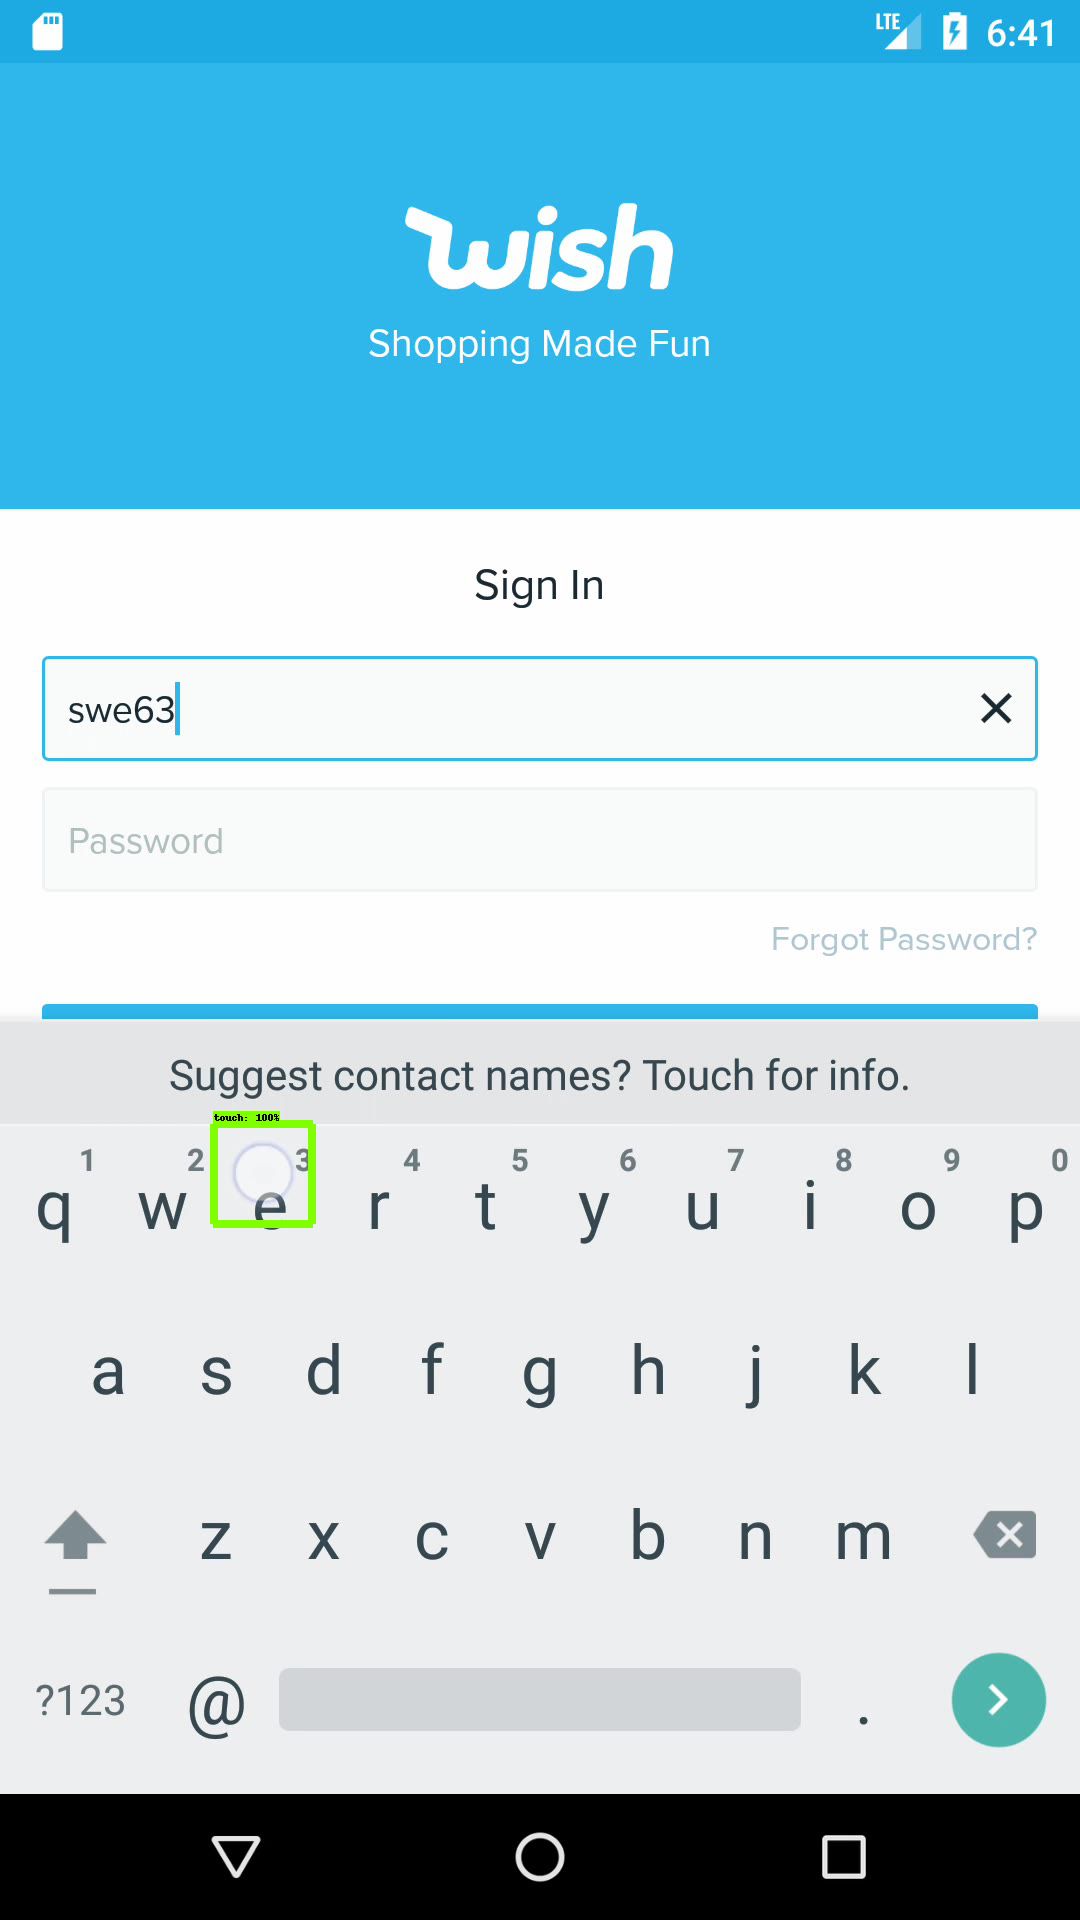 LTE 6:41
wish
Shopping Made Fun
Sign In
swe63
Password
Forgot Password?
Suggest contact names? Touch for info.
touch: 100%
1 2 3 4 5 6 7 8 9 0
q w e r t y u i o p
a s d f g h j k l
z x c v b n m
?123 @ .